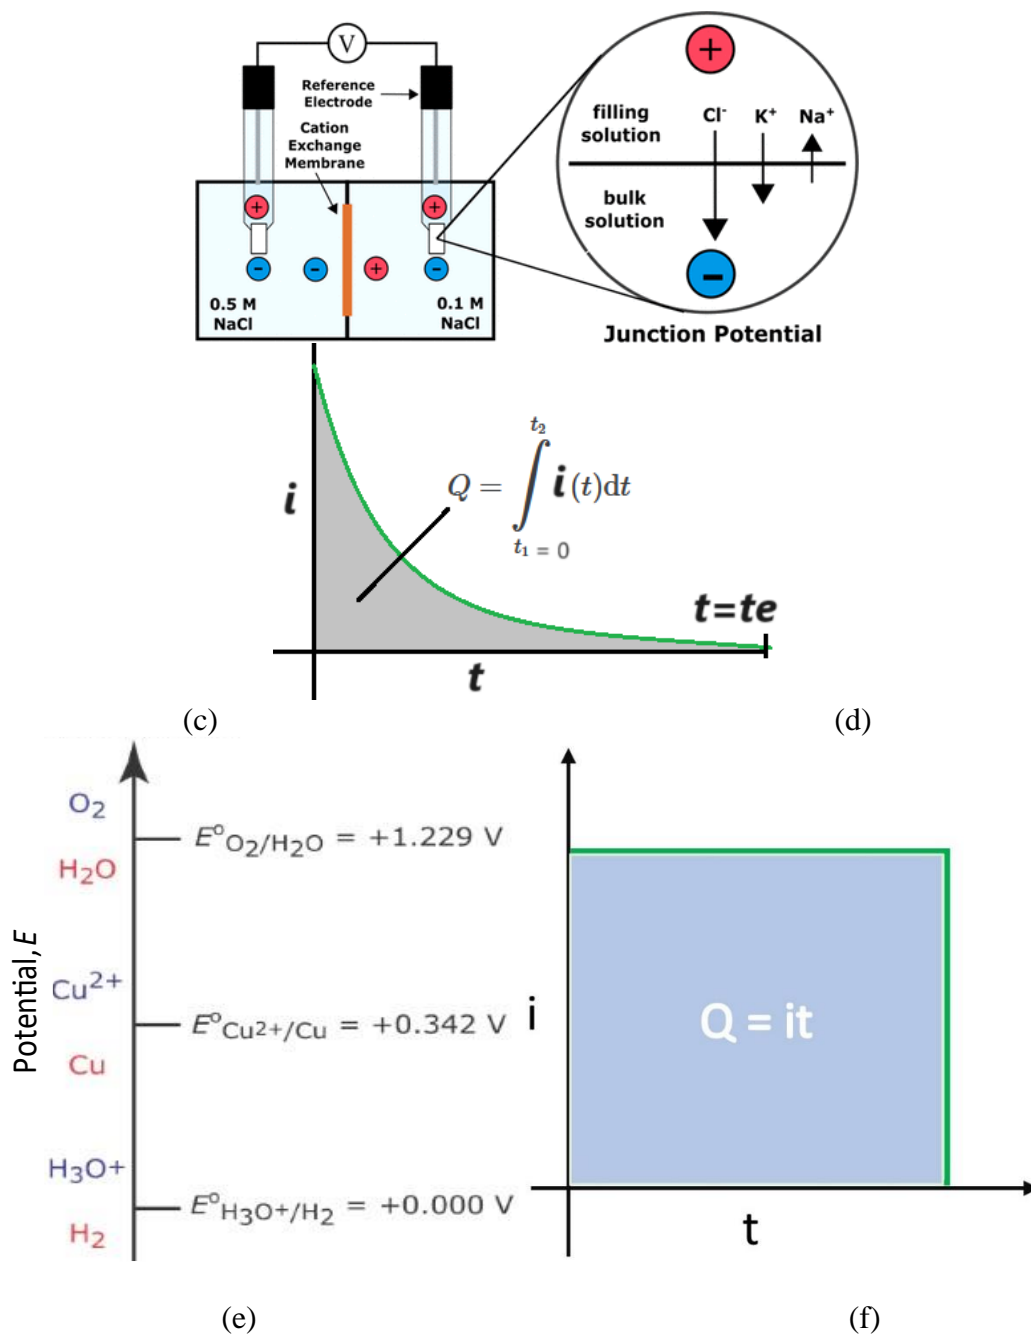 V
Reference
Electrode
Cation
Exchange
Membrane
+
+
-
-
+
-
0.5 M
NaCl
0.1 M
NaCl
+
filling
solution
Cl⁻
K⁺
Na⁺
bulk
solution
-
Junction Potential
i
Q = ∫ i (t)dt
t₂
t₁ = 0
t=te
t
(c)
(d)
Potential, E
O₂
E°O₂/H₂O = +1.229 V
H₂O
Cu²⁺
E°Cu²⁺/Cu = +0.342 V
Cu
H₃O+
E°H₃O⁺/H₂ = +0.000 V
H₂
i
Q = it
t
(e)
(f)